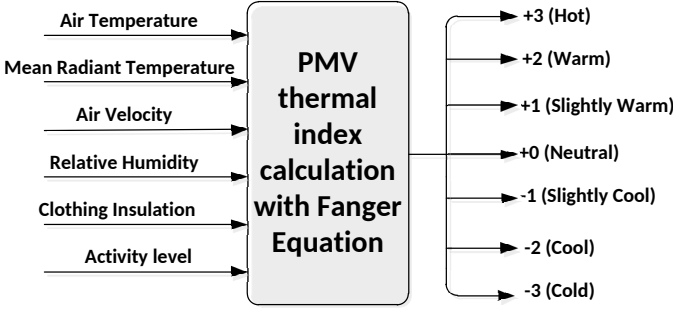 Air Temperature
Mean Radiant Temperature
Air Velocity
Relative Humidity
Clothing Insulation
Activity level
PMV
thermal
index
calculation
with Fanger
Equation
+3 (Hot)
+2 (Warm)
+1 (Slightly Warm)
+0 (Neutral)
-1 (Slightly Cool)
-2 (Cool)
-3 (Cold)